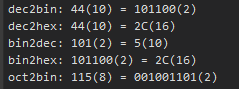 dec2bin: 44(10) = 101100(2)
dec2hex: 44(10) = 2C(16)
bin2dec: 101(2) = 5(10)
bin2hex: 101100(2) = 2C(16)
oct2bin: 115(8) = 001001101(2)